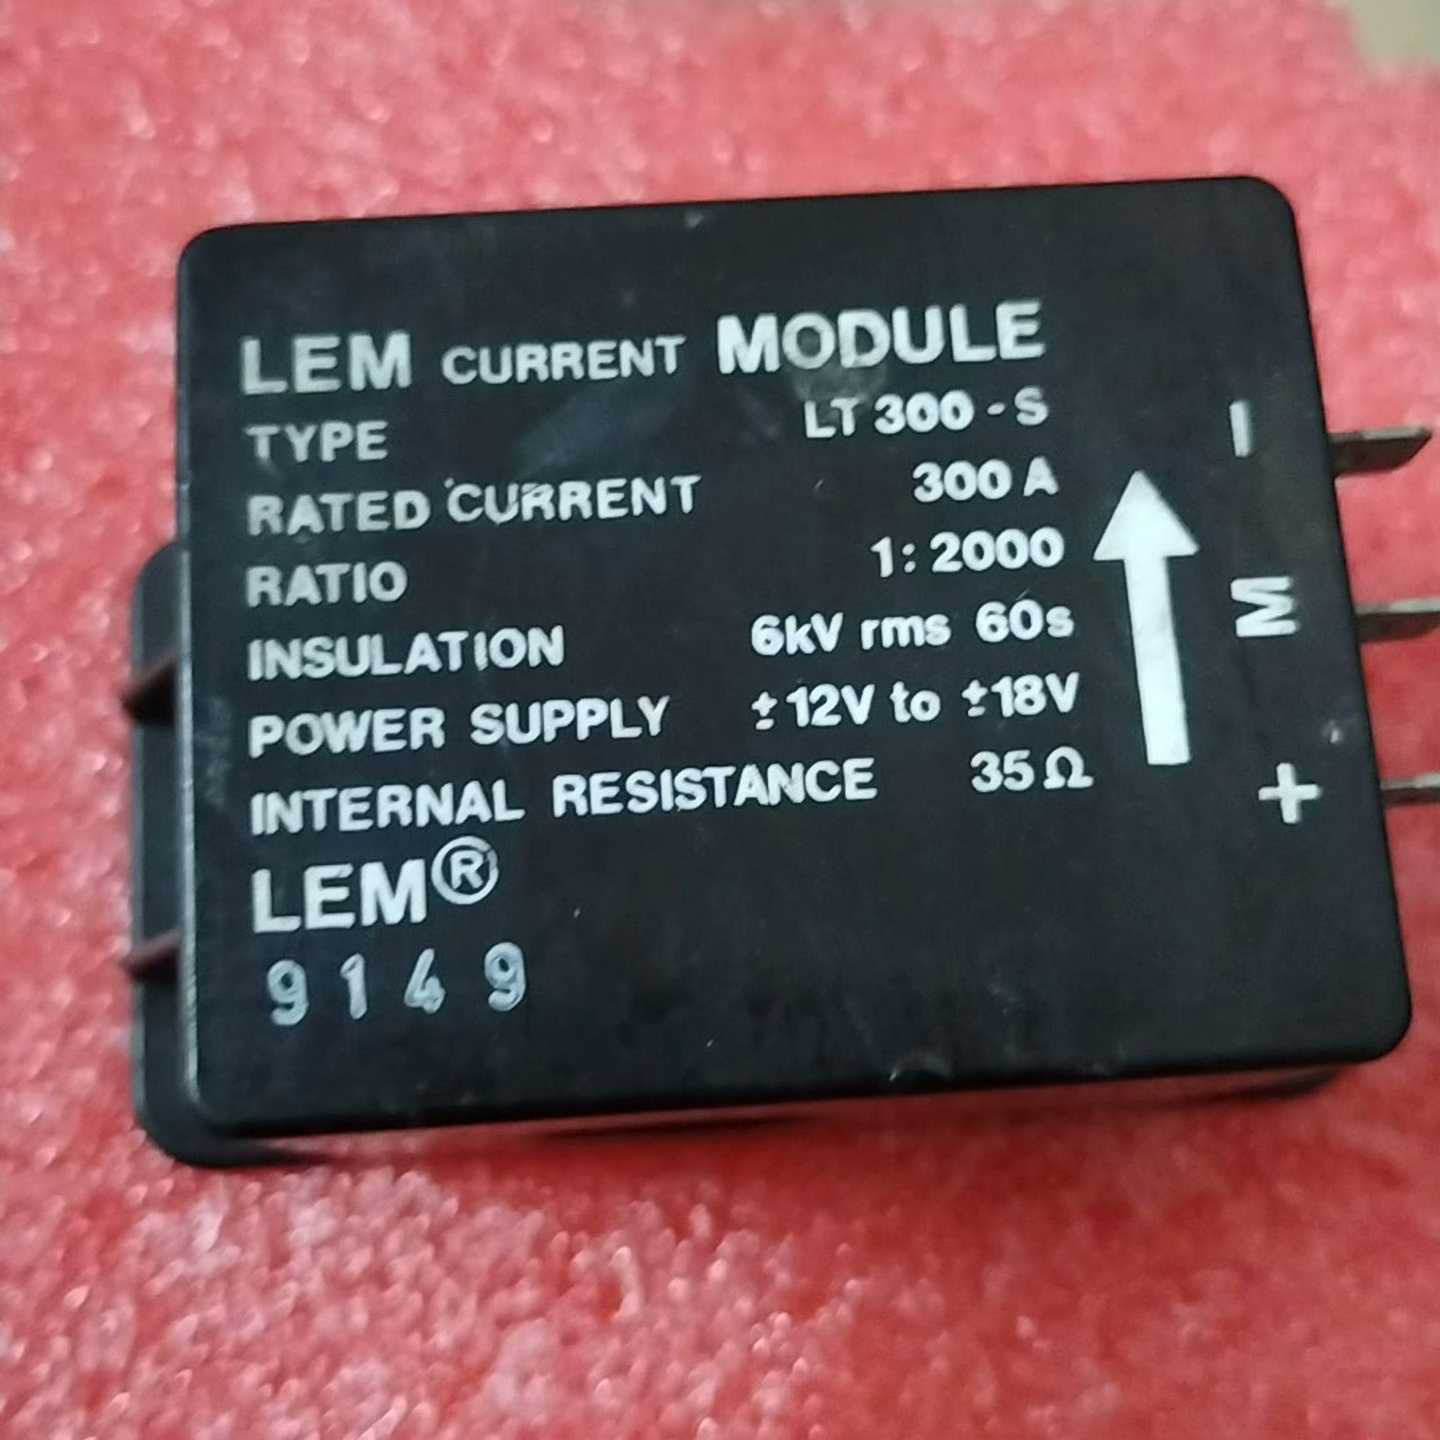 LEM CURRENT MODULE
TYPE LT 300 - S
RATED CURRENT 300 A
RATIO 1: 2000
INSULATION 6kV rms 60s
POWER SUPPLY ±12V to ±18V
INTERNAL RESISTANCE 35Ω
LEM®
9149
−
M
+